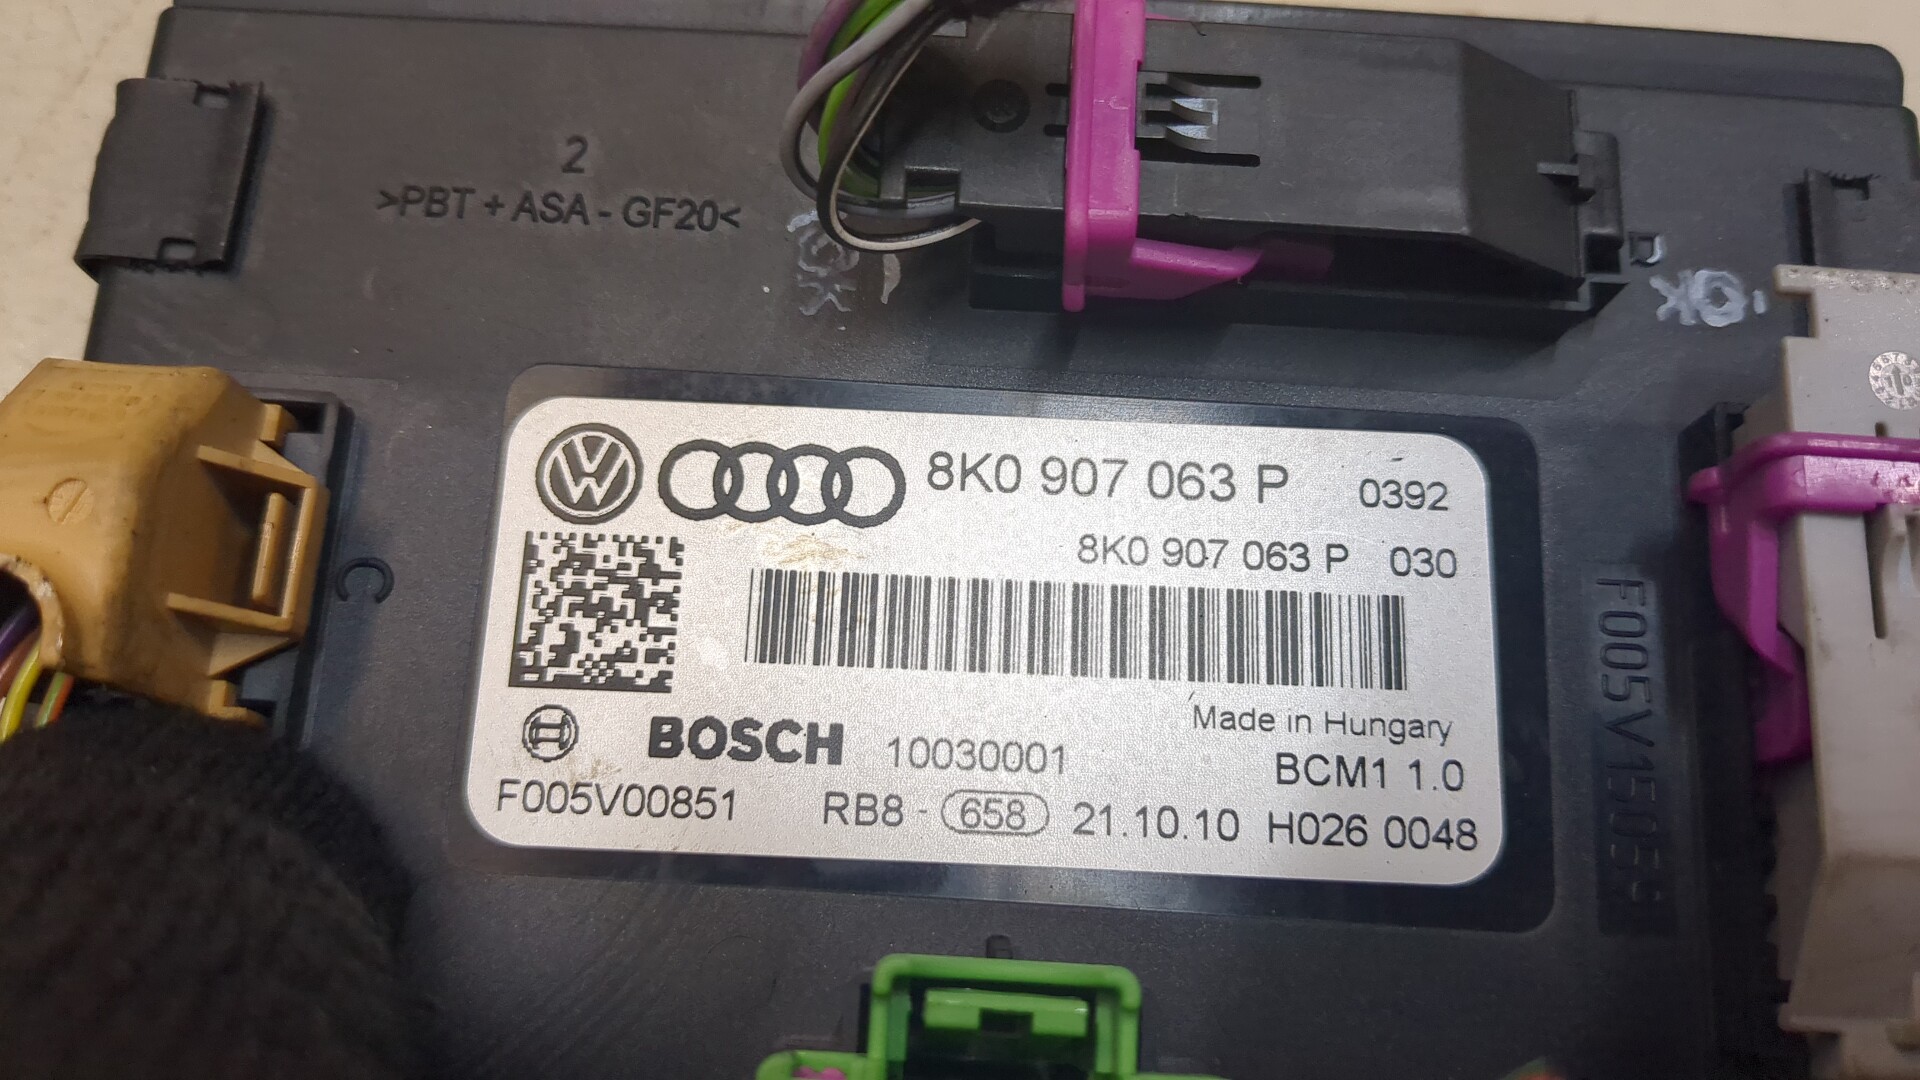 2
>PBT + ASA - GF20<
D
8K0 907 063 P 0392
8K0 907 063 P 030
C
Made in Hungary
BOSCH 10030001
BCM1 1.0
F005V00851 RB8 - 658 21.10.10 H026 0048